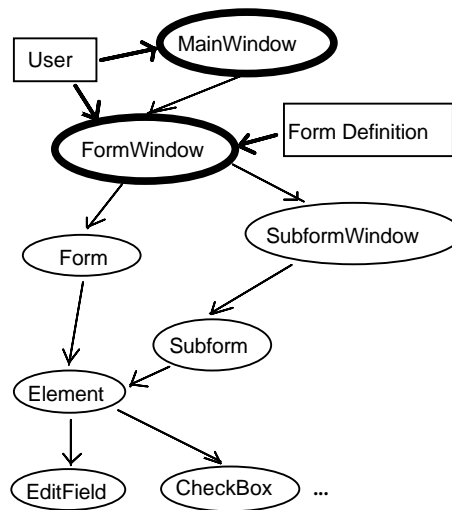 MainWindow
User
Form Definition
FormWindow
SubformWindow
Form
Subform
Element
EditField
CheckBox
...